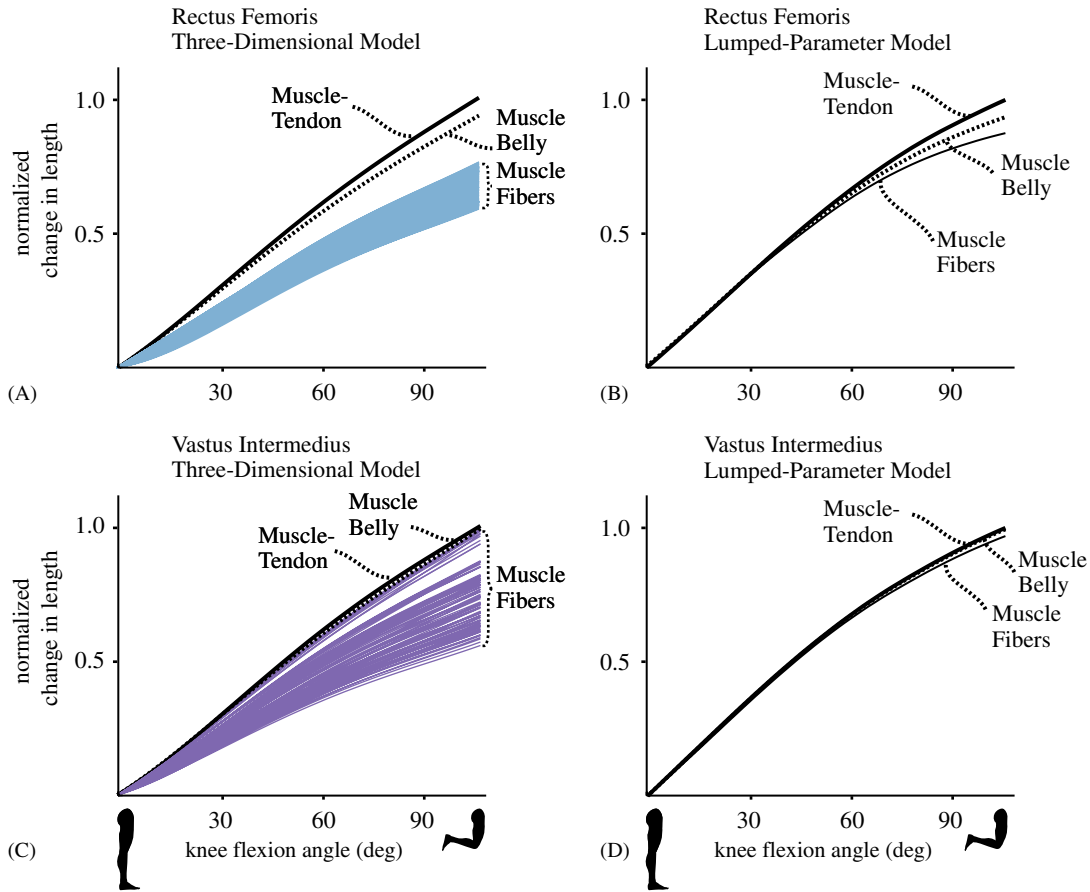 Rectus Femoris
Three-Dimensional Model
1.0
0.5
normalized
change in length
Muscle-
Tendon
Muscle
Belly
Muscle
Fibers
30
60
90
(A)
Rectus Femoris
Lumped-Parameter Model
1.0
0.5
Muscle-
Tendon
Muscle
Belly
Muscle
Fibers
30
60
90
(B)
Vastus Intermedius
Three-Dimensional Model
1.0
0.5
normalized
change in length
Muscle
Belly
Muscle-
Tendon
Muscle
Fibers
30
60
90
knee flexion angle (deg)
(C)
Vastus Intermedius
Lumped-Parameter Model
1.0
0.5
Muscle-
Tendon
Muscle
Belly
Muscle
Fibers
30
60
90
knee flexion angle (deg)
(D)